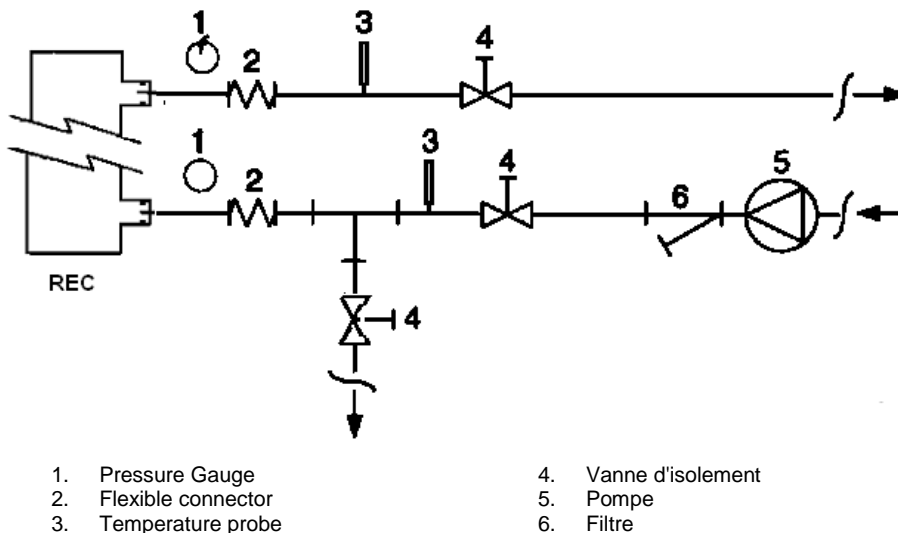 1
2
3
4
1
2
3
4
6
5
REC
4
1. Pressure Gauge
2. Flexible connector
3. Temperature probe
4. Vanne d'isolement
5. Pompe
6. Filtre